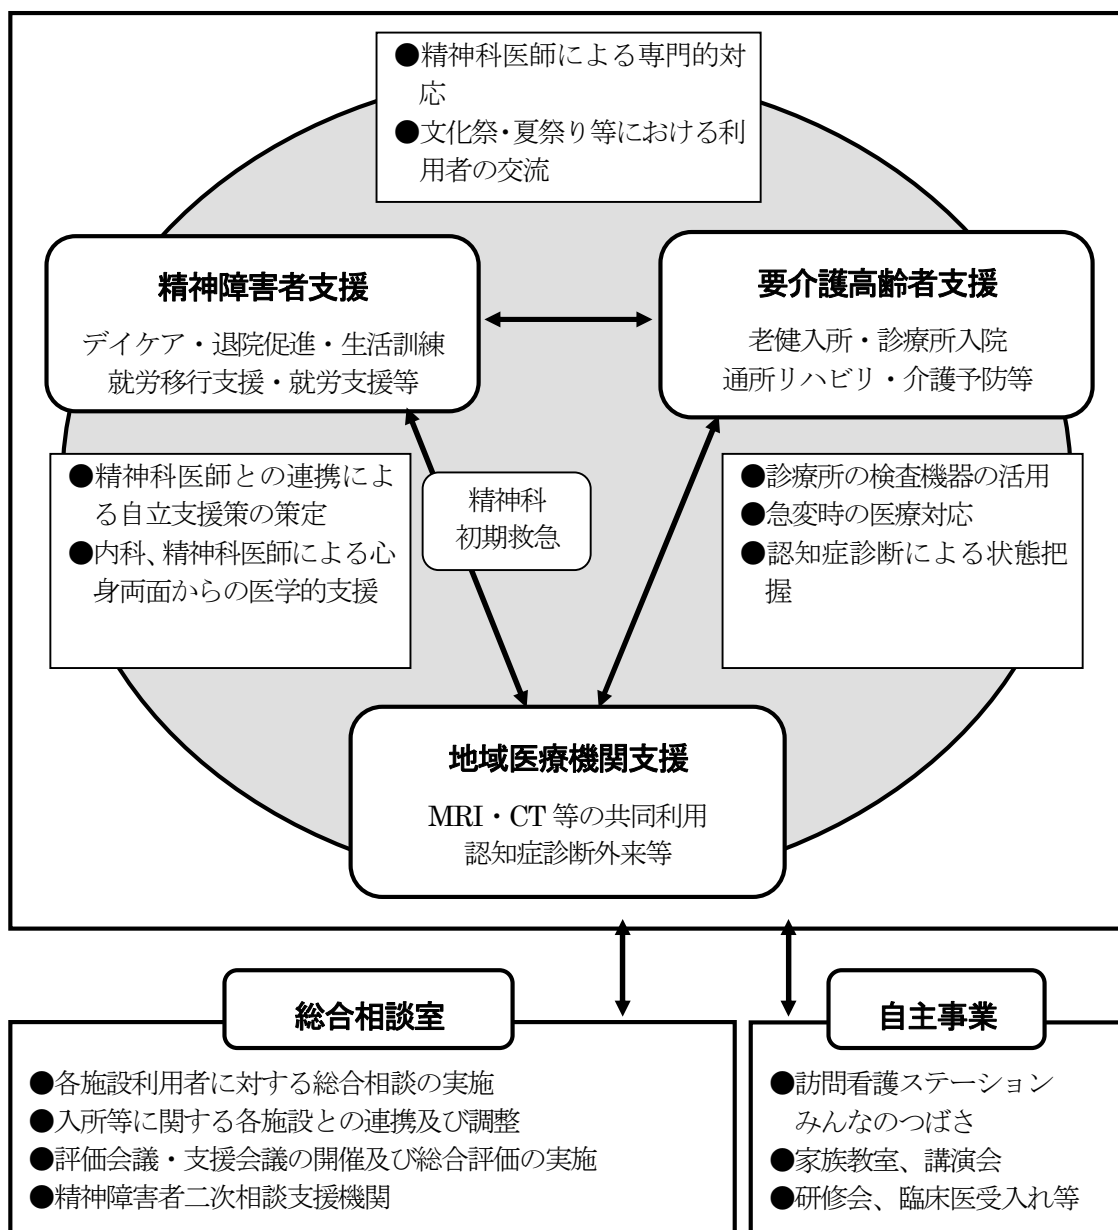 ●精神科医師による専門的対
応
●文化祭・夏祭り等における利
用者の交流
精神障害者支援
デイケア・退院促進・生活訓練
就労移行支援・就労支援等
要介護高齢者支援
老健入所・診療所入院
通所リハビリ・介護予防等
●精神科医師との連携によ
る自立支援策の策定
●内科、精神科医師による心
身両面からの医学的支援
精神科
初期救急
●診療所の検査機器の活用
●急変時の医療対応
●認知症診断による状態把
握
地域医療機関支援
MRI・CT 等の共同利用
認知症診断外来等
総合相談室
●各施設利用者に対する総合相談の実施
●入所等に関する各施設との連携及び調整
●評価会議・支援会議の開催及び総合評価の実施
●精神障害者二次相談支援機関
自主事業
●訪問看護ステーション
みんなのつばさ
●家族教室、講演会
●研修会、臨床医受入れ等